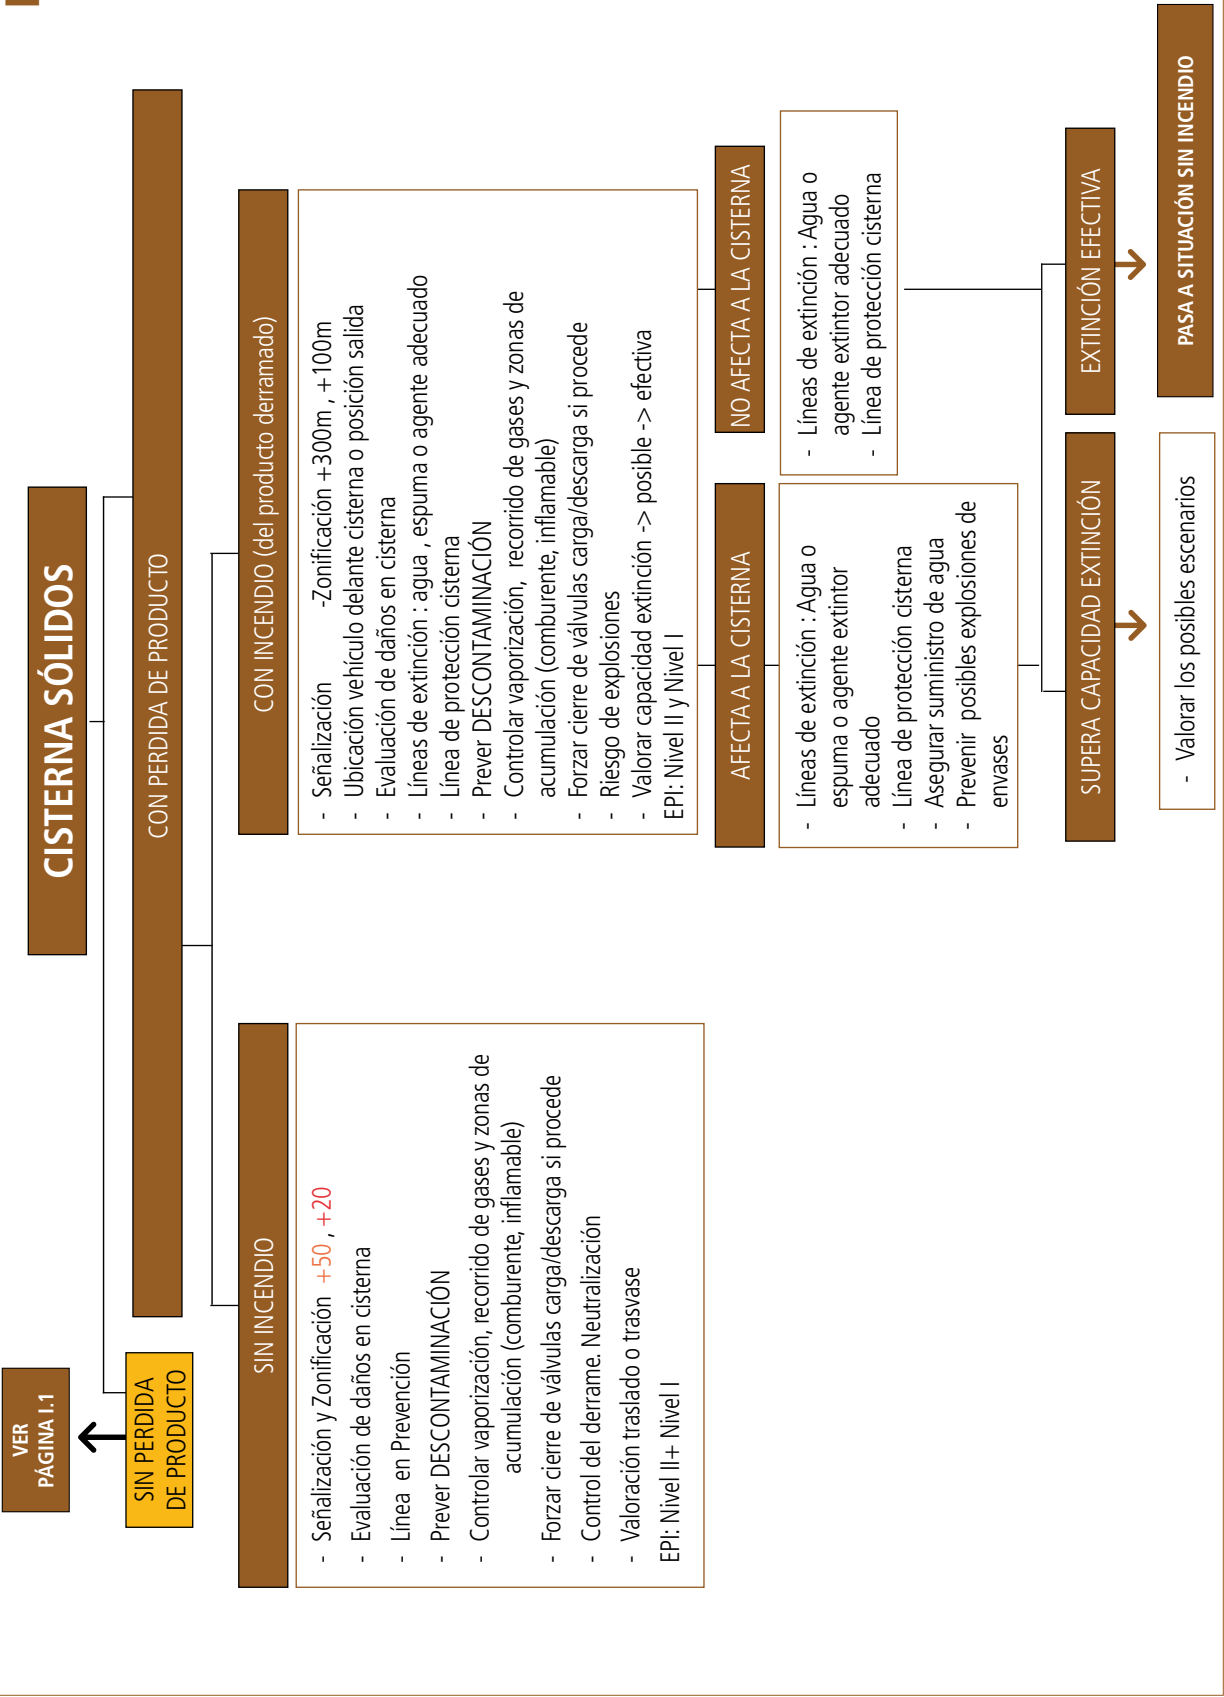 CISTERNA SÓLIDOS
VER
PÁGINA I.1
SIN PERDIDA
DE PRODUCTO
CON PERDIDA DE PRODUCTO
SIN INCENDIO
- Señalización y Zonificación +50 , +20
- Evaluación de daños en cisterna
- Línea en Prevención
- Prever DESCONTAMINACIÓN
- Controlar vaporización, recorrido de gases y zonas de
acumulación (comburente, inflamable)
- Forzar cierre de válvulas carga/descarga si procede
- Control del derrame. Neutralización
- Valoración traslado o trasvase
EPI: Nivel II+ Nivel I
CON INCENDIO (del producto derramado)
- Señalización -Zonificación +300m , +100m
- Ubicación vehículo delante cisterna o posición salida
- Evaluación de daños en cisterna
- Líneas de extinción : agua , espuma o agente adecuado
- Línea de protección cisterna
- Prever DESCONTAMINACIÓN
- Controlar vaporización, recorrido de gases y zonas de
acumulación (comburente, inflamable)
- Forzar cierre de válvulas carga/descarga si procede
- Riesgo de explosiones
- Valorar capacidad extinción -> posible -> efectiva
EPI: Nivel II y Nivel I
AFECTA A LA CISTERNA
- Líneas de extinción : Agua o
espuma o agente extintor
adecuado
- Línea de protección cisterna
- Asegurar suministro de agua
- Prevenir posibles explosiones de
envases
NO AFECTA A LA CISTERNA
- Líneas de extinción : Agua o
agente extintor adecuado
- Línea de protección cisterna
SUPERA CAPACIDAD EXTINCIÓN
- Valorar los posibles escenarios
EXTINCIÓN EFECTIVA
PASA A SITUACIÓN SIN INCENDIO